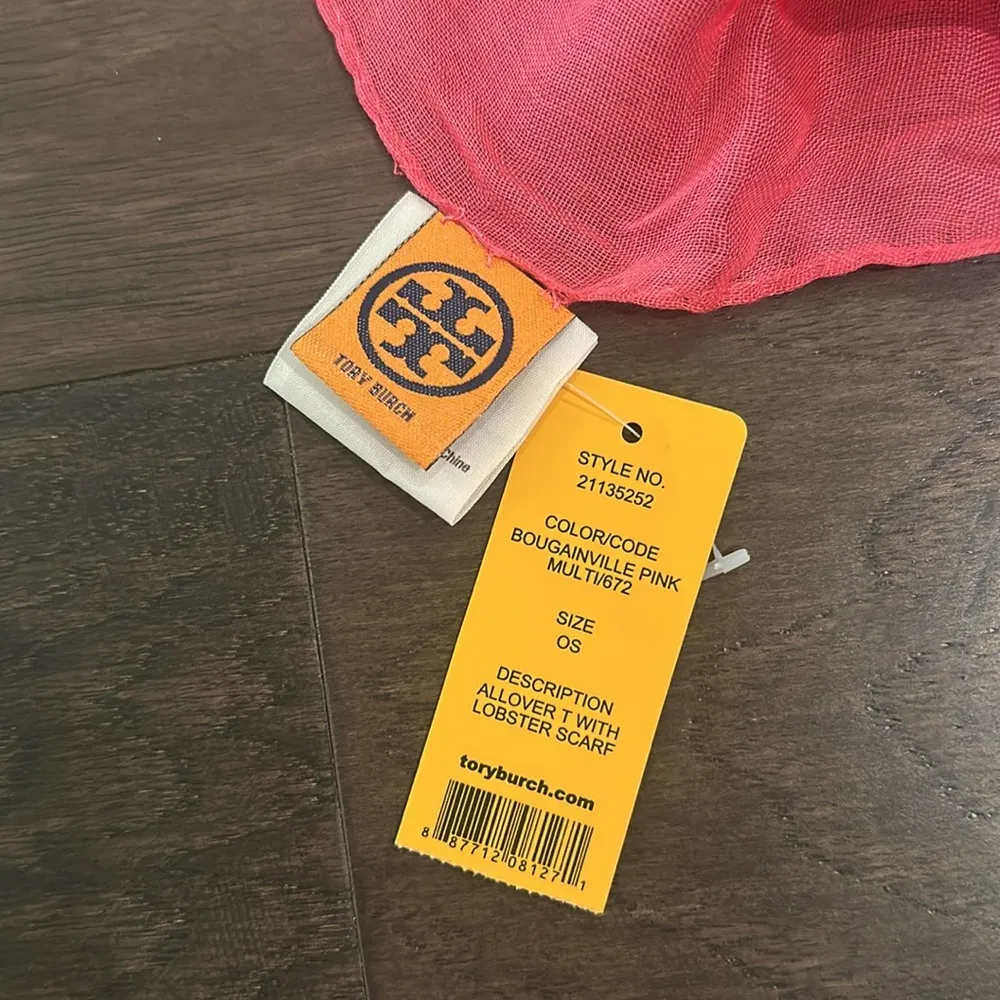 TORY BURCH
Chine
STYLE NO.
21135252
COLOR/CODE
BOUGAINVILLE PINK
MULTI/672
SIZE
OS
DESCRIPTION
ALLOVER T WITH
LOBSTER SCARF
toryburch.com
8 87712 08127 1